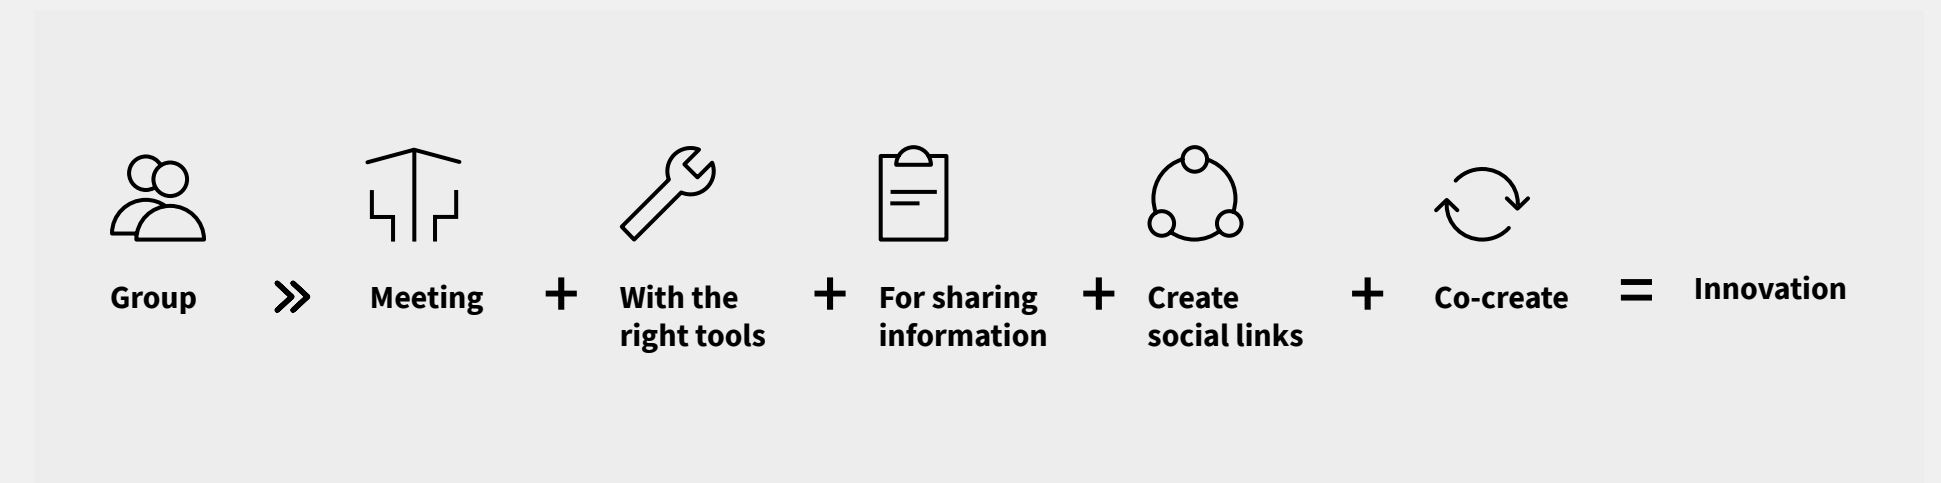 Group » Meeting + With the right tools + For sharing information + Create social links + Co-create = Innovation